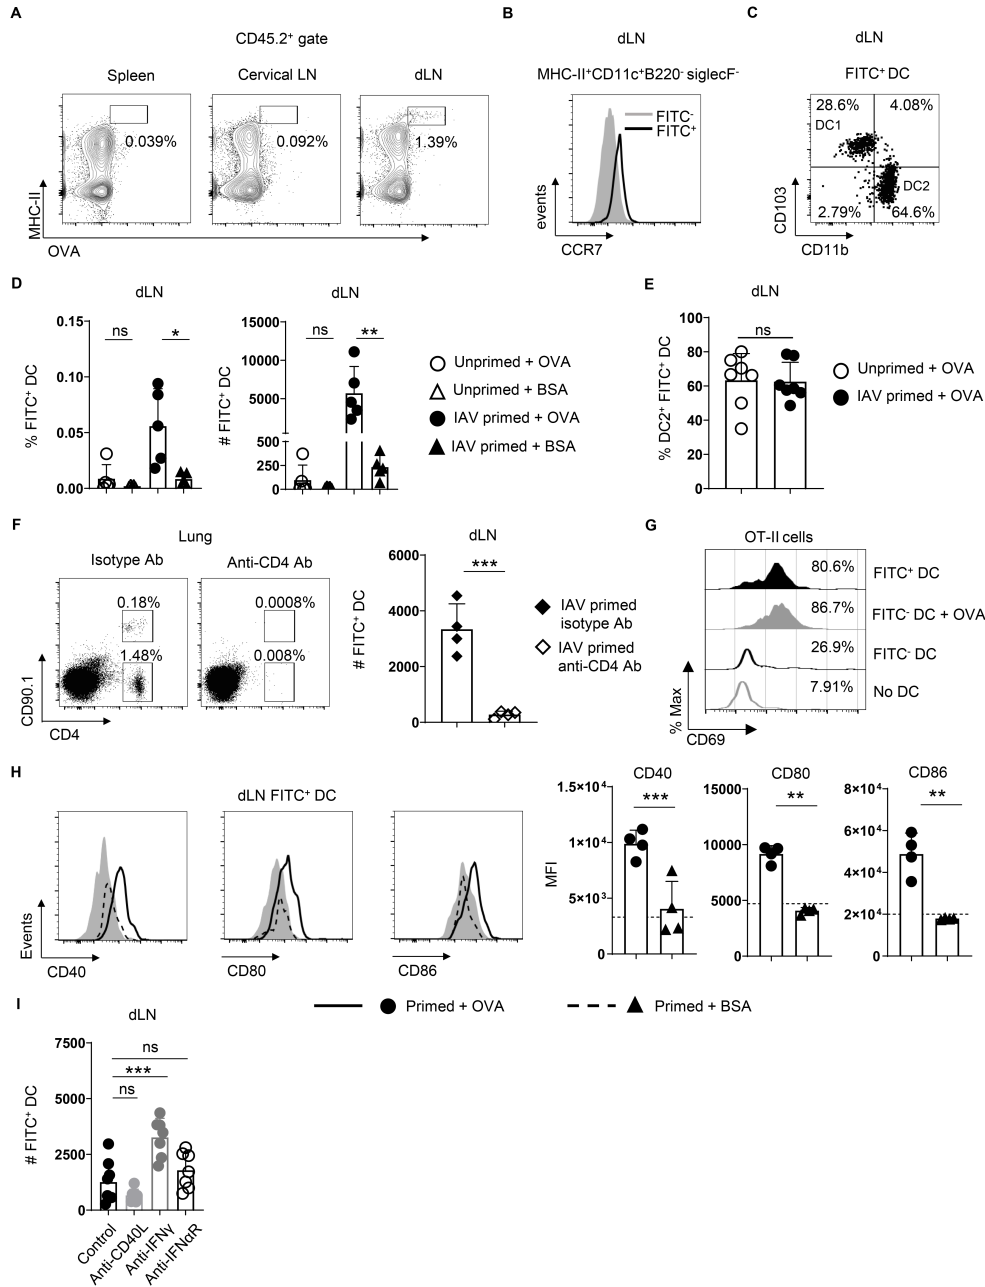 A
CD45.2⁺ gate
Spleen
Cervical LN
dLN
0.039%
0.092%
1.39%
MHC-II
OVA
B
dLN
MHC-II⁺CD11c⁺B220⁻ siglecF⁻
FITC⁻
FITC⁺
events
CCR7
C
dLN
FITC⁺ DC
28.6%
4.08%
DC1
DC2
2.79%
64.6%
CD103
CD11b
D
dLN
% FITC⁺ DC
0.15
0.10
0.05
0.00
ns
*
dLN
# FITC⁺ DC
15000
10000
5000
500
250
0
ns
**
Unprimed + OVA
Unprimed + BSA
IAV primed + OVA
IAV primed + BSA
E
dLN
% DC2⁺ FITC⁺ DC
100
80
60
40
20
0
ns
Unprimed + OVA
IAV primed + OVA
F
Lung
Isotype Ab
Anti-CD4 Ab
0.18%
1.48%
0.0008%
0.008%
CD90.1
CD4
dLN
# FITC⁺ DC
6000
4000
2000
0
***
IAV primed
isotype Ab
IAV primed
anti-CD4 Ab
G
OT-II cells
80.6%
FITC⁺ DC
86.7%
FITC⁻ DC + OVA
26.9%
FITC⁻ DC
7.91%
No DC
% Max
CD69
H
dLN FITC⁺ DC
Events
CD40
CD80
CD86
MFI
CD40
1.5×10⁴
1×10⁴
5×10³
0
***
CD80
15000
10000
5000
0
**
CD86
8×10⁴
6×10⁴
4×10⁴
2×10⁴
0
**
Primed + OVA
Primed + BSA
I
dLN
# FITC⁺ DC
7500
5000
2500
0
ns
***
ns
Control
Anti-CD40L
Anti-IFNγ
Anti-IFNαR